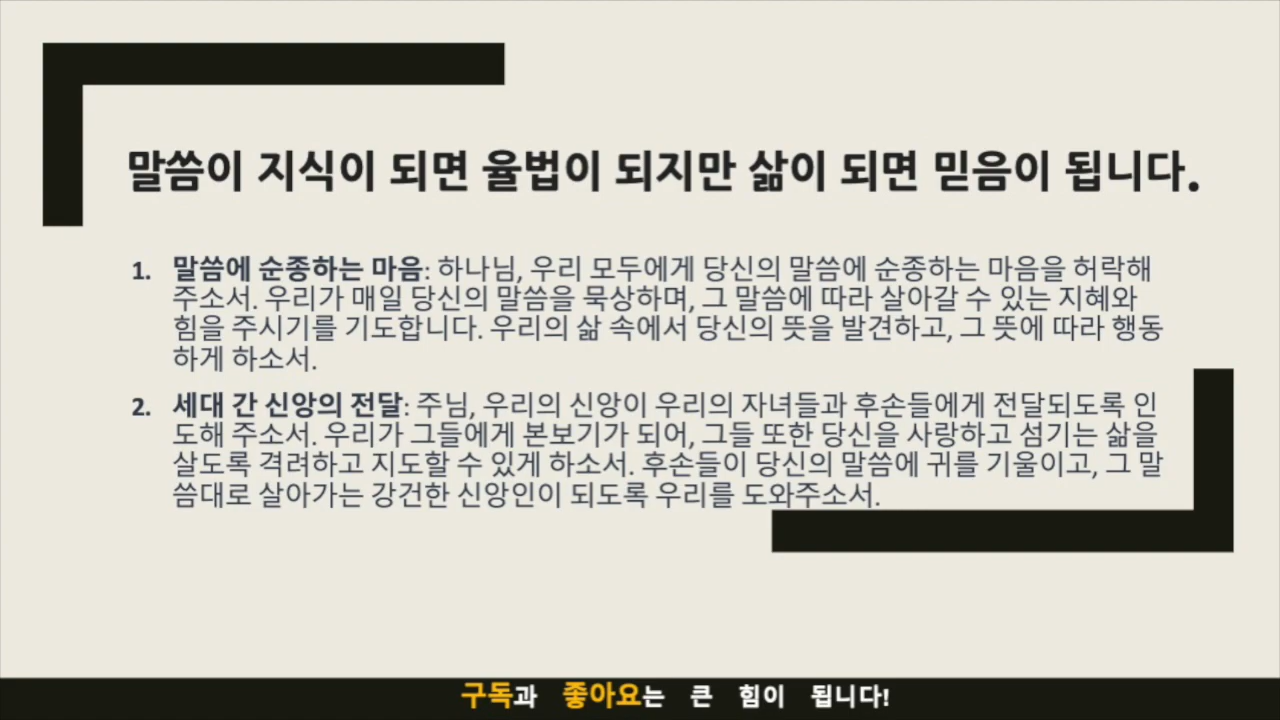 말씀이 지식이 되면 율법이 되지만 삶이 되면 믿음이 됩니다.
1. 말씀에 순종하는 마음: 하나님, 우리 모두에게 당신의 말씀에 순종하는 마음을 허락해
주소서. 우리가 매일 당신의 말씀을 묵상하며, 그 말씀에 따라 살아갈 수 있는 지혜와
힘을 주시기를 기도합니다. 우리의 삶 속에서 당신의 뜻을 발견하고, 그 뜻에 따라 행동
하게 하소서.
2. 세대 간 신앙의 전달: 주님, 우리의 신앙이 우리의 자녀들과 후손들에게 전달되도록 인
도해 주소서. 우리가 그들에게 본보기가 되어, 그들 또한 당신을 사랑하고 섬기는 삶을
살도록 격려하고 지도할 수 있게 하소서. 후손들이 당신의 말씀에 귀를 기울이고, 그 말
씀대로 살아가는 강건한 신앙인이 되도록 우리를 도와주소서.
구독과 좋아요는 큰 힘이 됩니다!